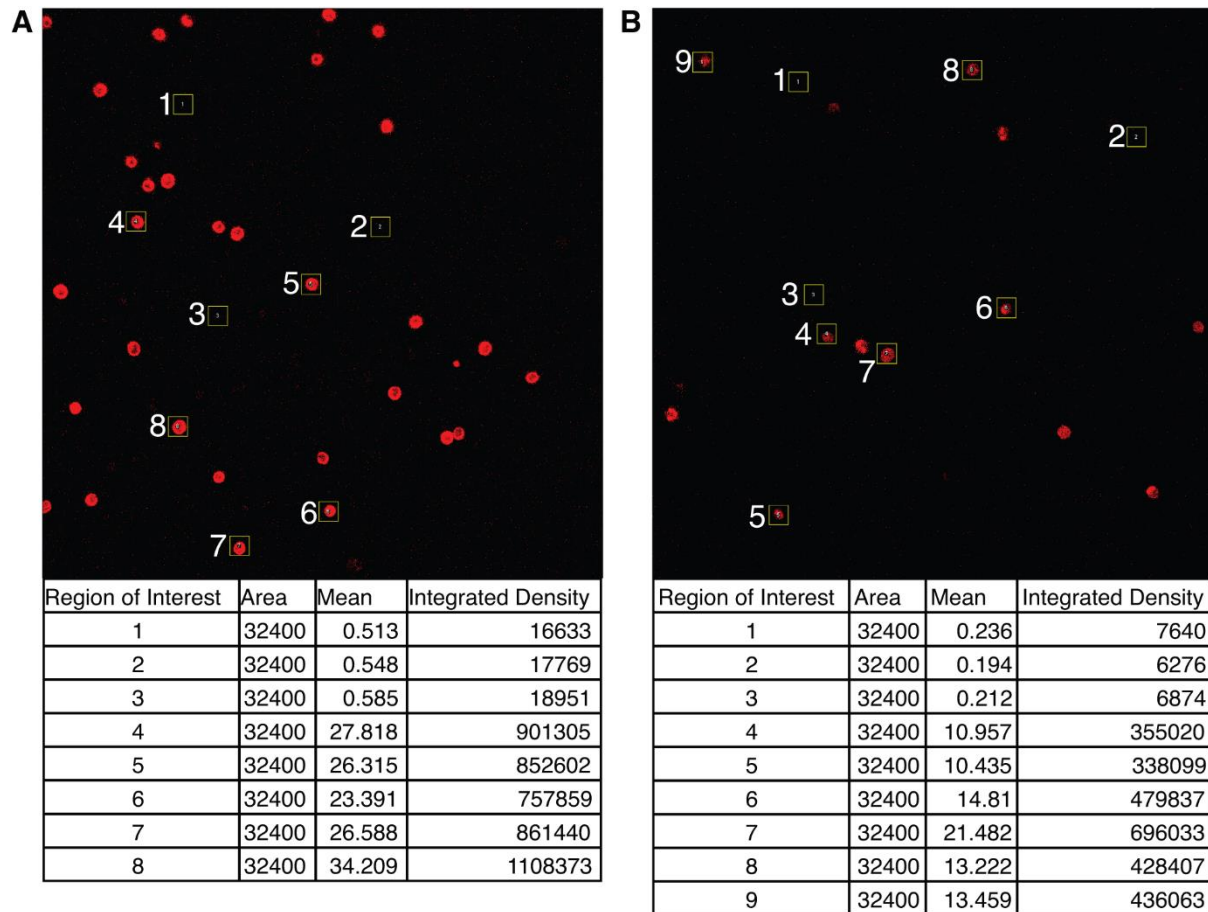 A
1
2
3
4
5
6
7
8
Region of Interest Area Mean Integrated Density
1 32400 0.513 16633
2 32400 0.548 17769
3 32400 0.585 18951
4 32400 27.818 901305
5 32400 26.315 852602
6 32400 23.391 757859
7 32400 26.588 861440
8 32400 34.209 1108373
B
9
1
8
2
3
4
6
7
5
Region of Interest Area Mean Integrated Density
1 32400 0.236 7640
2 32400 0.194 6276
3 32400 0.212 6874
4 32400 10.957 355020
5 32400 10.435 338099
6 32400 14.81 479837
7 32400 21.482 696033
8 32400 13.222 428407
9 32400 13.459 436063